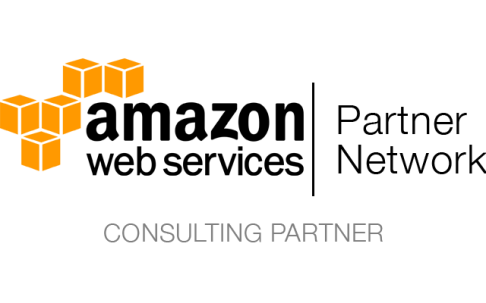 amazon
web services
Partner
Network
CONSULTING PARTNER